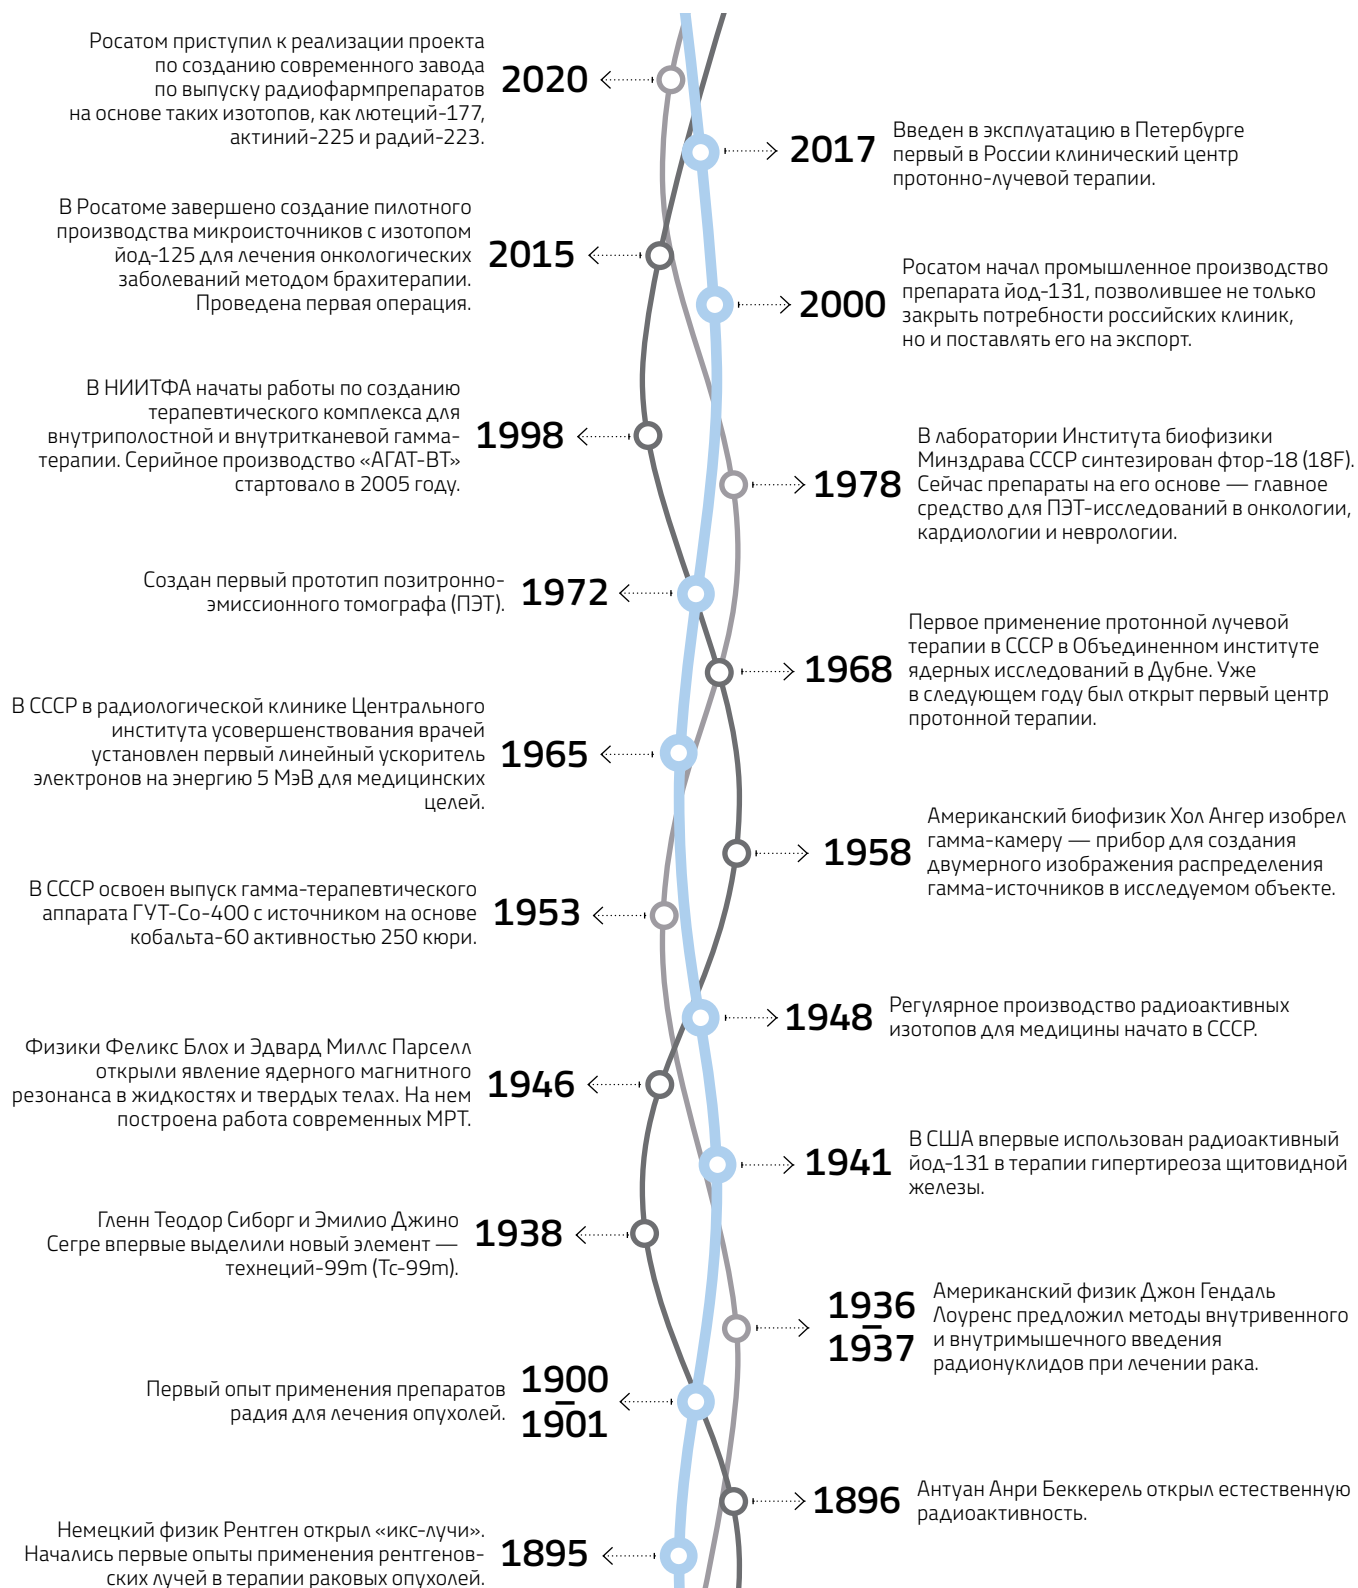 Росатом приступил к реализации проекта
по созданию современного завода
по выпуску радиофармпрепаратов
на основе таких изотопов, как лютеций-177,
актиний-225 и радий-223.
2020
2017
Введен в эксплуатацию в Петербурге
первый в России клинический центр
протонно-лучевой терапии.
В Росатоме завершено создание пилотного
производства микроисточников с изотопом
йод-125 для лечения онкологических
заболеваний методом брахитерапии.
Проведена первая операция.
2015
2000
Росатом начал промышленное производство
препарата йод-131, позволившее не только
закрыть потребности российских клиник,
но и поставлять его на экспорт.
В НИИТФА начаты работы по созданию
терапевтического комплекса для
внутриполостной и внутритканевой гамма-
терапии. Серийное производство «АГАТ-ВТ»
стартовало в 2005 году.
1998
1978
В лаборатории Института биофизики
Минздрава СССР синтезирован фтор-18 (18F).
Сейчас препараты на его основе — главное
средство для ПЭТ-исследований в онкологии,
кардиологии и неврологии.
Создан первый прототип позитронно-
эмиссионного томографа (ПЭТ).
1972
1968
Первое применение протонной лучевой
терапии в СССР в Объединенном институте
ядерных исследований в Дубне. Уже
в следующем году был открыт первый центр
протонной терапии.
В СССР в радиологической клинике Центрального
института усовершенствования врачей
установлен первый линейный ускоритель
электронов на энергию 5 МэВ для медицинских
целей.
1965
1958
Американский биофизик Хол Ангер изобрел
гамма-камеру — прибор для создания
двумерного изображения распределения
гамма-источников в исследуемом объекте.
В СССР освоен выпуск гамма-терапевтического
аппарата ГУТ-Со-400 с источником на основе
кобальта-60 активностью 250 кюри.
1953
1948
Регулярное производство радиоактивных
изотопов для медицины начато в СССР.
Физики Феликс Блох и Эдвард Миллс Парселл
открыли явление ядерного магнитного
резонанса в жидкостях и твердых телах. На нем
построена работа современных МРТ.
1946
1941
В США впервые использован радиоактивный
йод-131 в терапии гипертиреоза щитовидной
железы.
Гленн Теодор Сиборг и Эмилио Джино
Сегре впервые выделили новый элемент —
технеций-99m (Tc-99m).
1938
1936
–
1937
Американский физик Джон Гендаль
Лоуренс предложил методы внутривенного
и внутримышечного введения
радионуклидов при лечении рака.
Первый опыт применения препаратов
радия для лечения опухолей.
1900
–
1901
1896
Антуан Анри Беккерель открыл естественную
радиоактивность.
Немецкий физик Рентген открыл «икс-лучи».
Начались первые опыты применения рентгенов-
ских лучей в терапии раковых опухолей.
1895